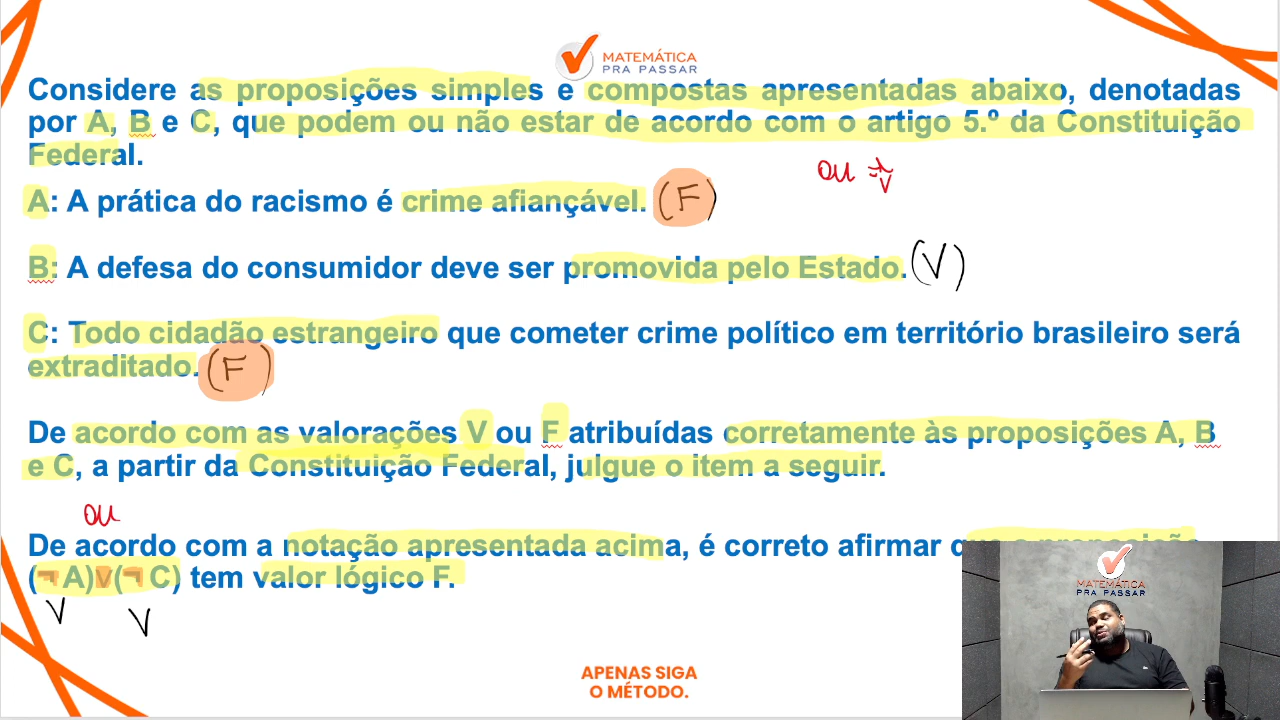 MATEMÁTICA
PRA PASSAR
Considere as proposições simples e compostas apresentadas abaixo, denotadas
por A, B e C, que podem ou não estar de acordo com o artigo 5.º da Constituição
Federal.
OU
V
A: A prática do racismo é crime afiançável. (F)
B: A defesa do consumidor deve ser promovida pelo Estado. (V)
C: Todo cidadão estrangeiro que cometer crime político em território brasileiro será
extraditado. (F)
De acordo com as valorações V ou F atribuídas corretamente às proposições A, B
e C, a partir da Constituição Federal, julgue o item a seguir.
OU
De acordo com a notação apresentada acima, é correto afirmar
(¬ A)V(¬ C) tem valor lógico F.
V V
MATEMÁTICA
PRA PASSAR
APENAS SIGA
O MÉTODO.